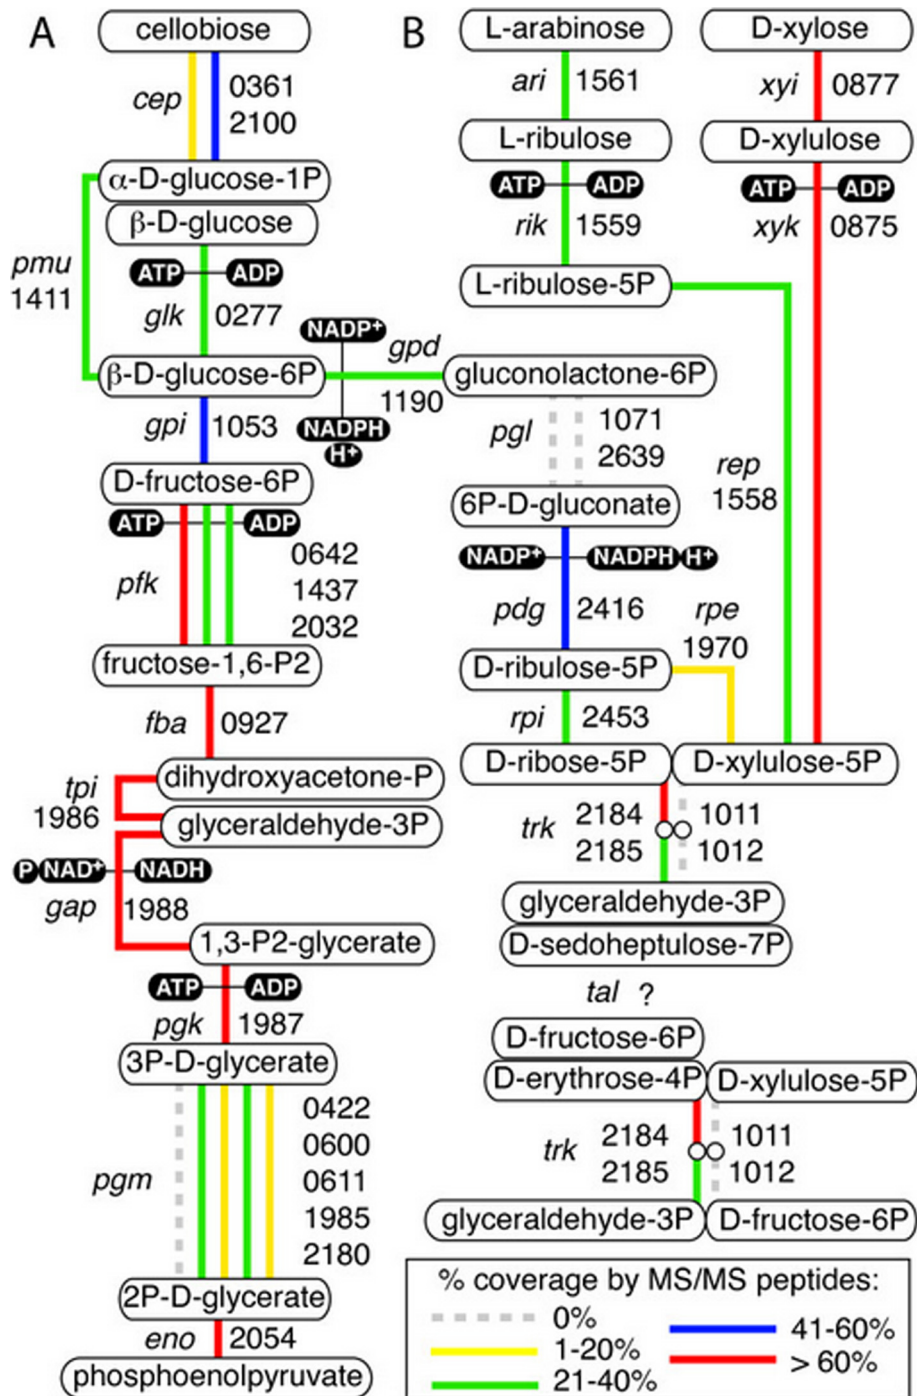 A
cellobiose
cep
0361
2100
α-D-glucose-1P
β-D-glucose
pmu
1411
ATP
ADP
glk
0277
β-D-glucose-6P
NADP+
gpd
1190
NADPH
H+
gpi
1053
D-fructose-6P
ATP
ADP
pfk
0642
1437
2032
fructose-1,6-P2
fba
0927
dihydroxyacetone-P
tpi
1986
glyceraldehyde-3P
P
NAD+
NADH
gap
1988
1,3-P2-glycerate
ATP
ADP
pgk
1987
3P-D-glycerate
pgm
0422
0600
0611
1985
2180
2P-D-glycerate
eno
2054
phosphoenolpyruvate
B
L-arabinose
ari
1561
L-ribulose
ATP
ADP
rik
1559
L-ribulose-5P
D-xylose
xyi
0877
D-xylulose
ATP
ADP
xyk
0875
gluconolactone-6P
pgl
1071
2639
rep
1558
6P-D-gluconate
NADP+
NADPH
H+
pdg
2416
rpe
1970
D-ribulose-5P
rpi
2453
D-ribose-5P
D-xylulose-5P
trk
2184
2185
1011
1012
glyceraldehyde-3P
D-sedoheptulose-7P
tal ?
D-fructose-6P
D-erythrose-4P
D-xylulose-5P
trk
2184
2185
1011
1012
glyceraldehyde-3P
D-fructose-6P
% coverage by MS/MS peptides:
0%
1-20%
21-40%
41-60%
> 60%